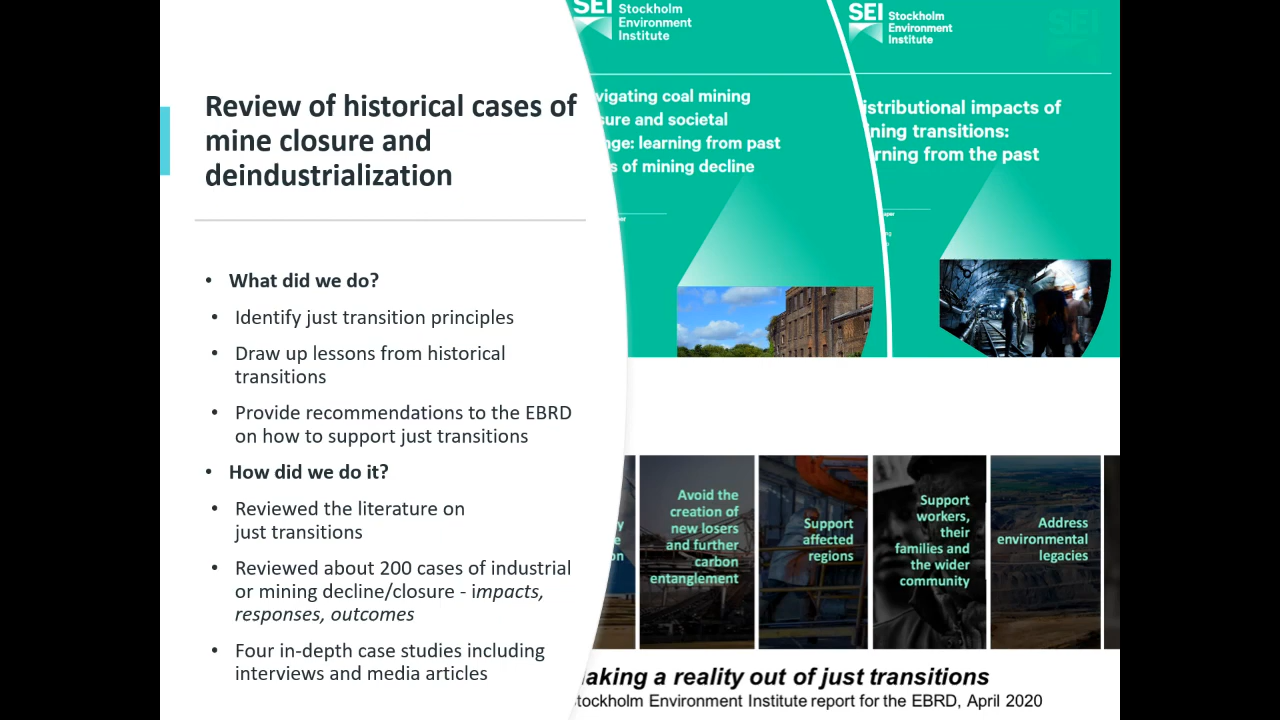 Review of historical cases of
mine closure and
deindustrialization
• What did we do?
• Identify just transition principles
• Draw up lessons from historical
transitions
• Provide recommendations to the EBRD
on how to support just transitions
• How did we do it?
• Reviewed the literature on
just transitions
• Reviewed about 200 cases of industrial
or mining decline/closure - impacts,
responses, outcomes
• Four in-depth case studies including
interviews and media articles
SEI Stockholm
Environment
Institute
vigating coal mining
sure and societal
nge: learning from past
s of mining decline
SEI Stockholm
Environment
Institute
SEI
istributional impacts of
ning transitions:
rning from the past
Avoid the
creation of
new losers
and further
carbon
entanglement
Support
affected
regions
Support
workers,
their
families and
the wider
community
Address
environmental
legacies
aking a reality out of just transitions
tockholm Environment Institute report for the EBRD, April 2020